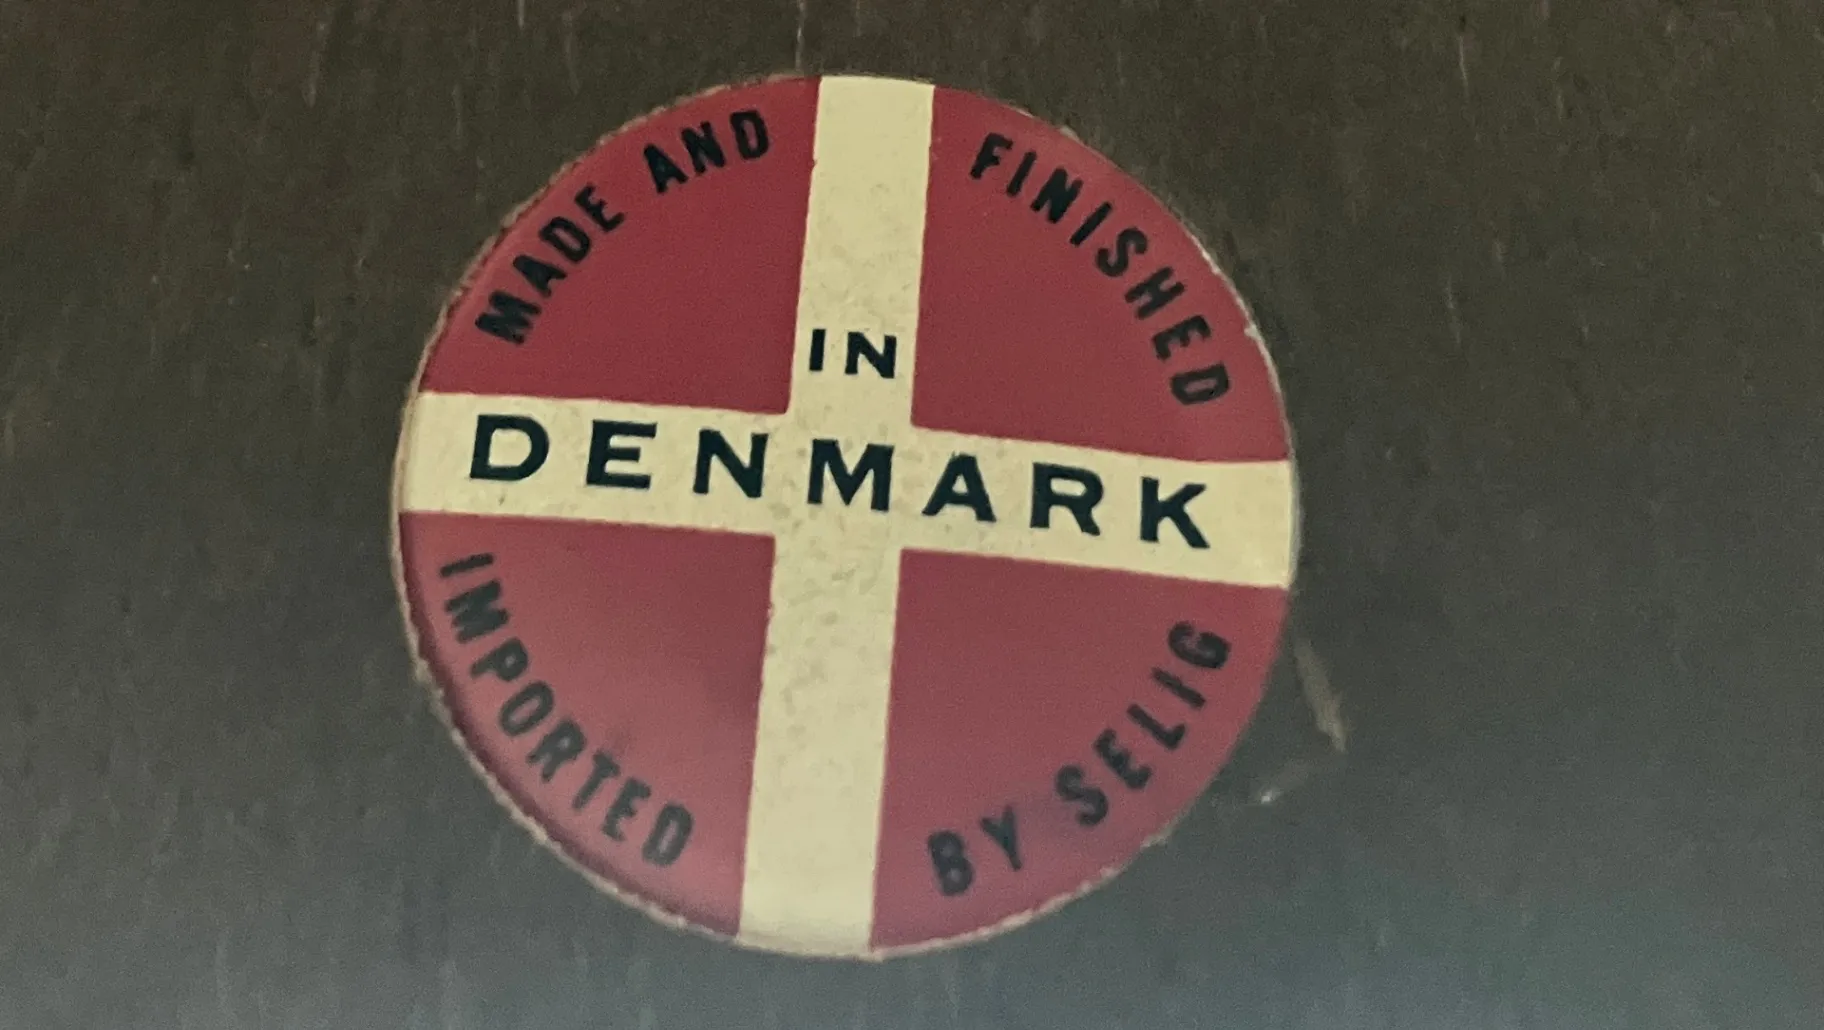 MADE AND FINISHED
IN
DENMARK
IMPORTED BY SELIG